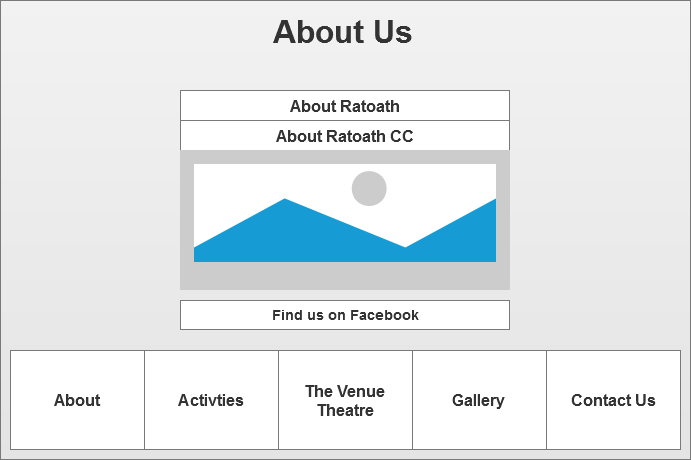 About Us
About Ratoath
About Ratoath CC
Find us on Facebook
About
Activties
The Venue
Theatre
Gallery
Contact Us